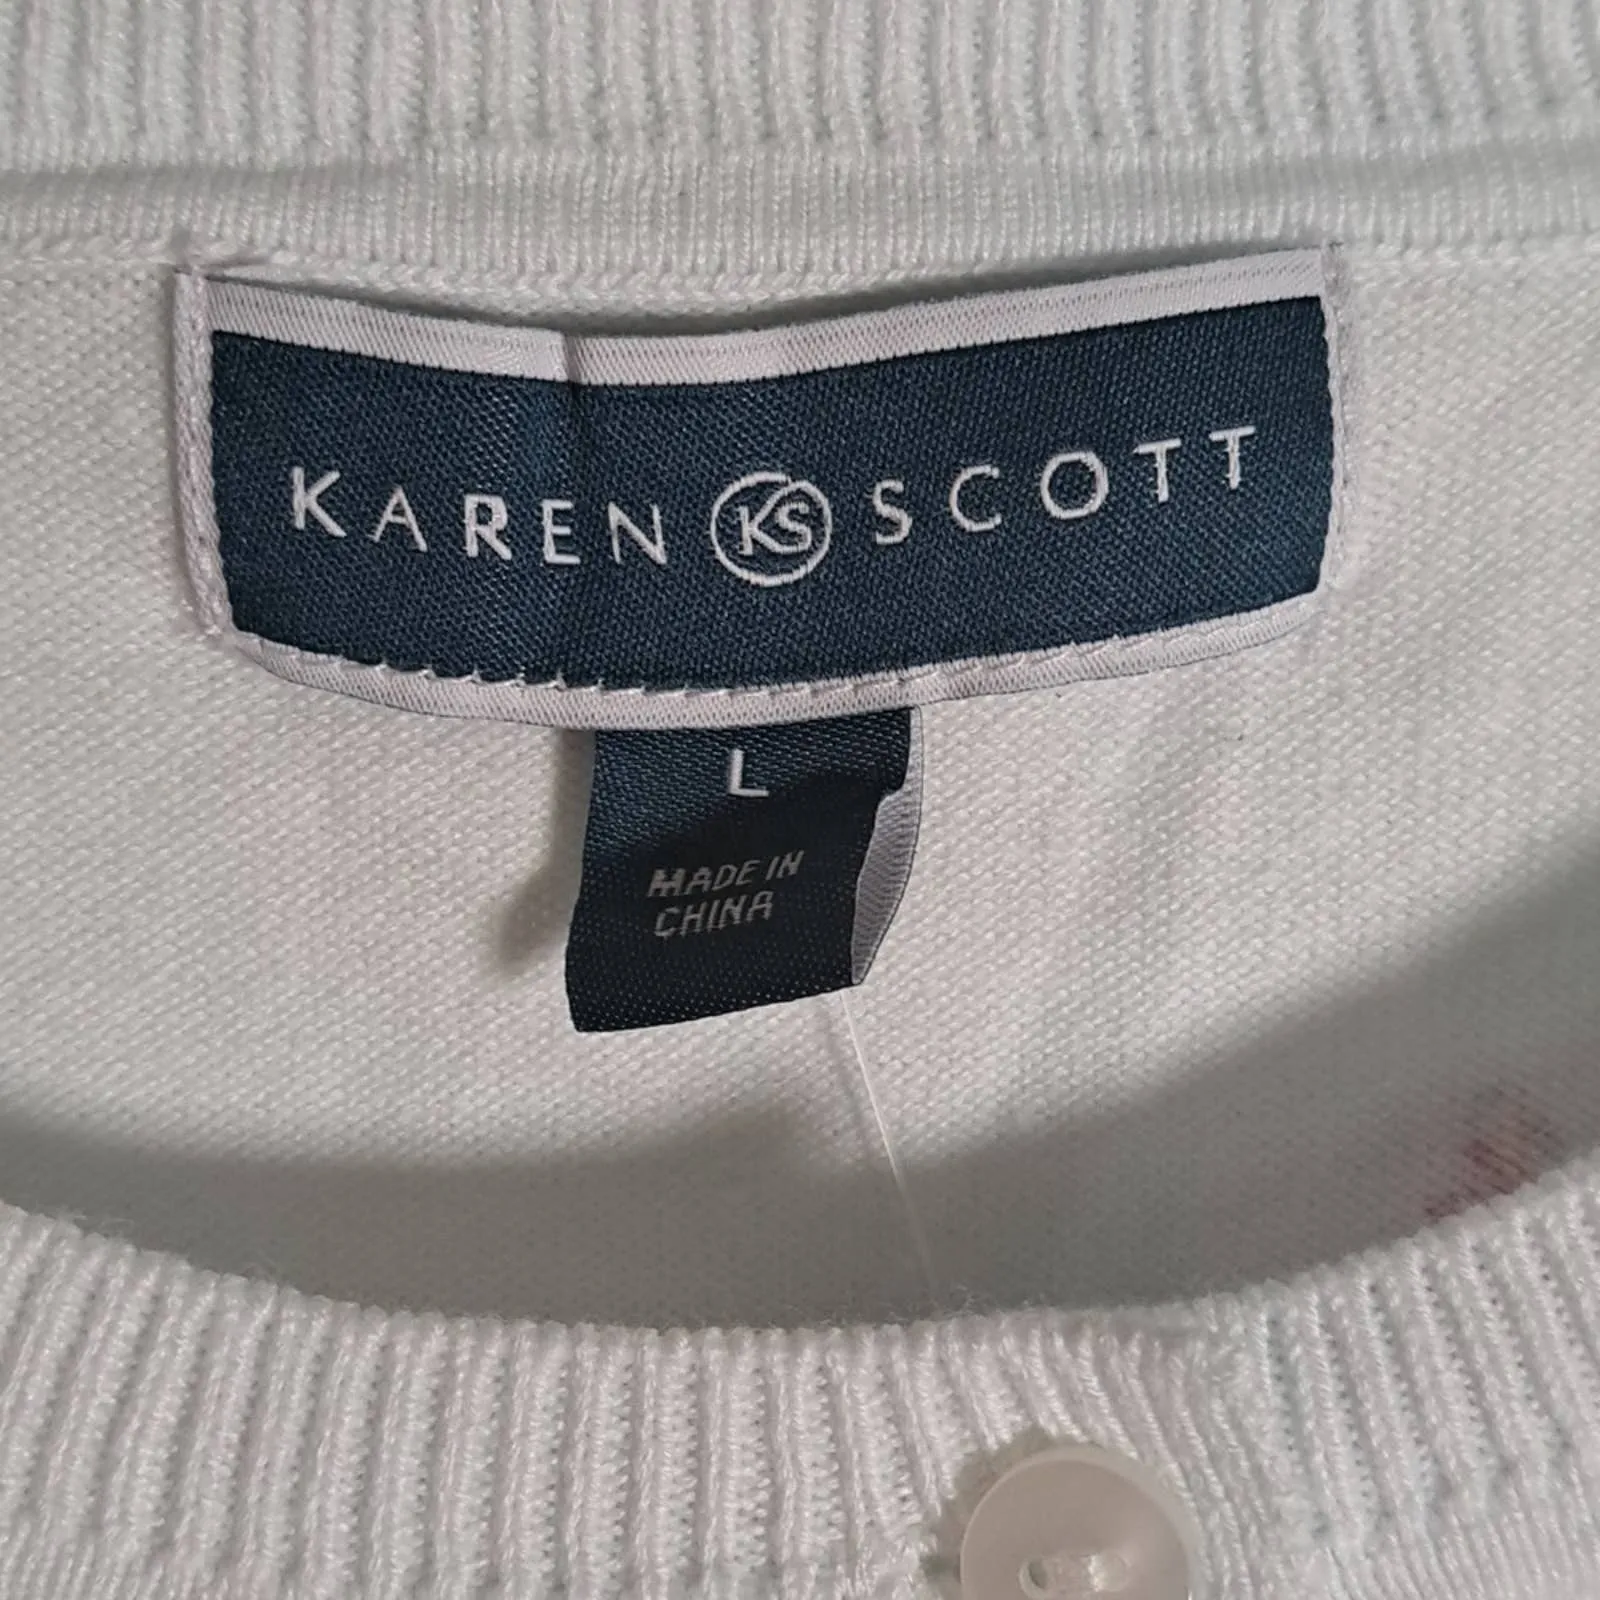 KAREN KS SCOTT
L
MADE IN
CHINA